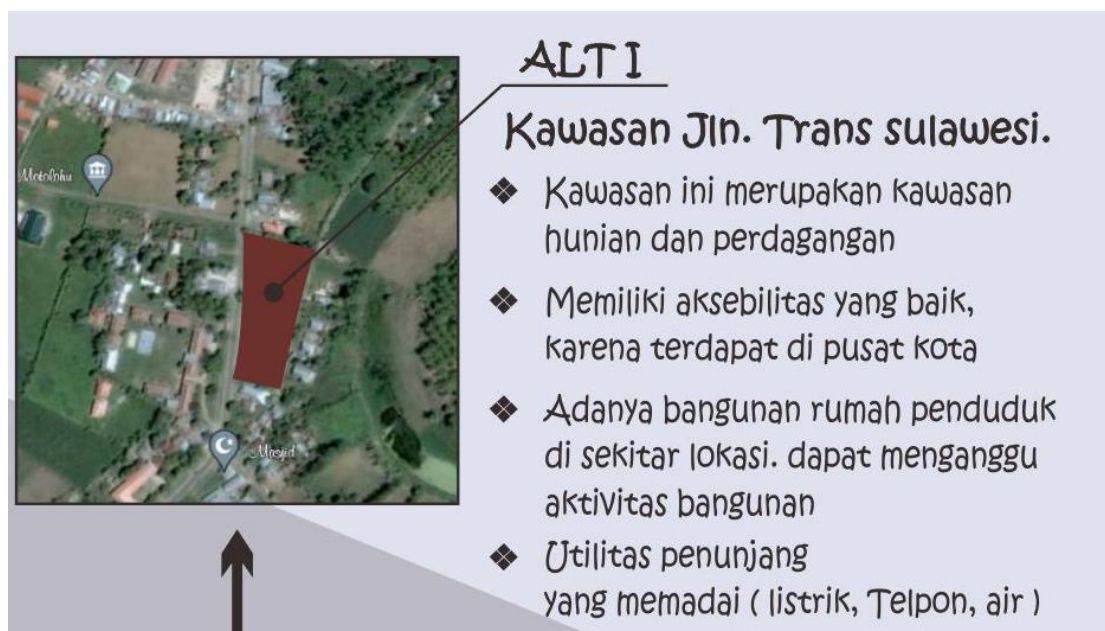 ALT I
Kawasan Jln. Trans sulawesi.
❖ Kawasan ini merupakan kawasan
hunian dan perdagangan
❖ Memiliki aksebilitas yang baik,
karena terdapat di pusat kota
❖ Adanya bangunan rumah penduduk
di sekitar lokasi. dapat menganggu
aktivitas bangunan
❖ Utilitas penunjang
yang memadai ( listrik, Telpon, air )
Motolohu
Masjid